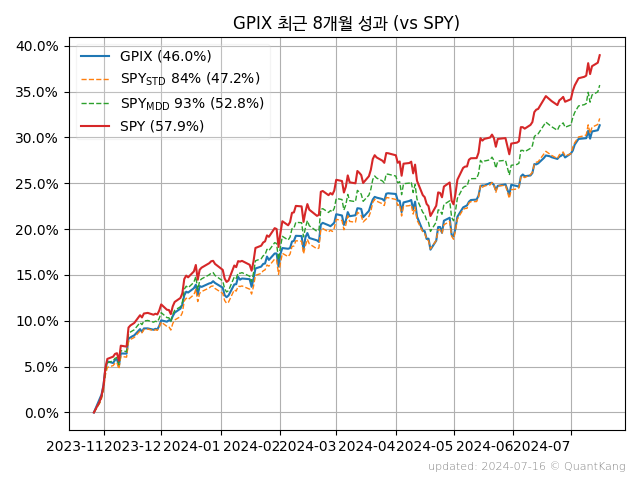 GPIX 최근 8개월 성과 (vs SPY)
40.0%
35.0%
30.0%
25.0%
20.0%
15.0%
10.0%
5.0%
0.0%
GPIX (46.0%)
SPYSTD 84% (47.2%)
SPYMDD 93% (52.8%)
SPY (57.9%)
2023-11 2023-12 2024-01 2024-02 2024-03 2024-04 2024-05 2024-06 2024-07
updated: 2024-07-16 © QuantKang